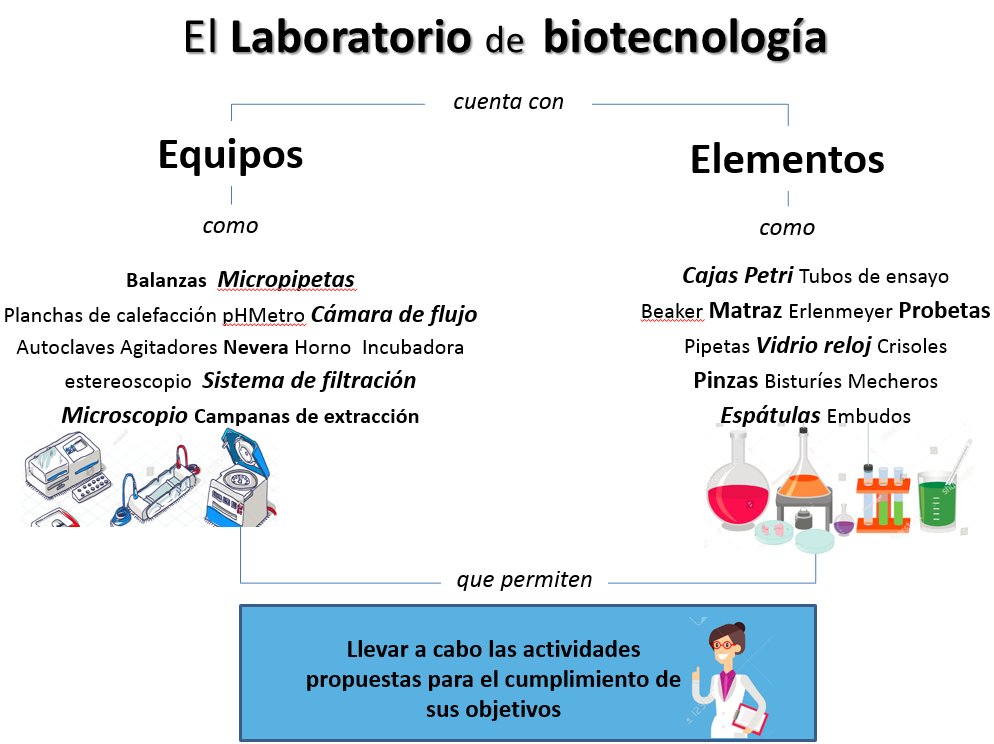 El Laboratorio de biotecnología
cuenta con
Equipos
como
Balanzas Micropipetas
Planchas de calefacción pHMetro Cámara de flujo
Autoclaves Agitadores Nevera Horno Incubadora
estereoscopio Sistema de filtración
Microscopio Campanas de extracción
Elementos
como
Cajas Petri Tubos de ensayo
Beaker Matraz Erlenmeyer Probetas
Pipetas Vidrio reloj Crisoles
Pinzas Bisturíes Mecheros
Espátulas Embudos
que permiten
Llevar a cabo las actividades
propuestas para el cumplimiento de
sus objetivos